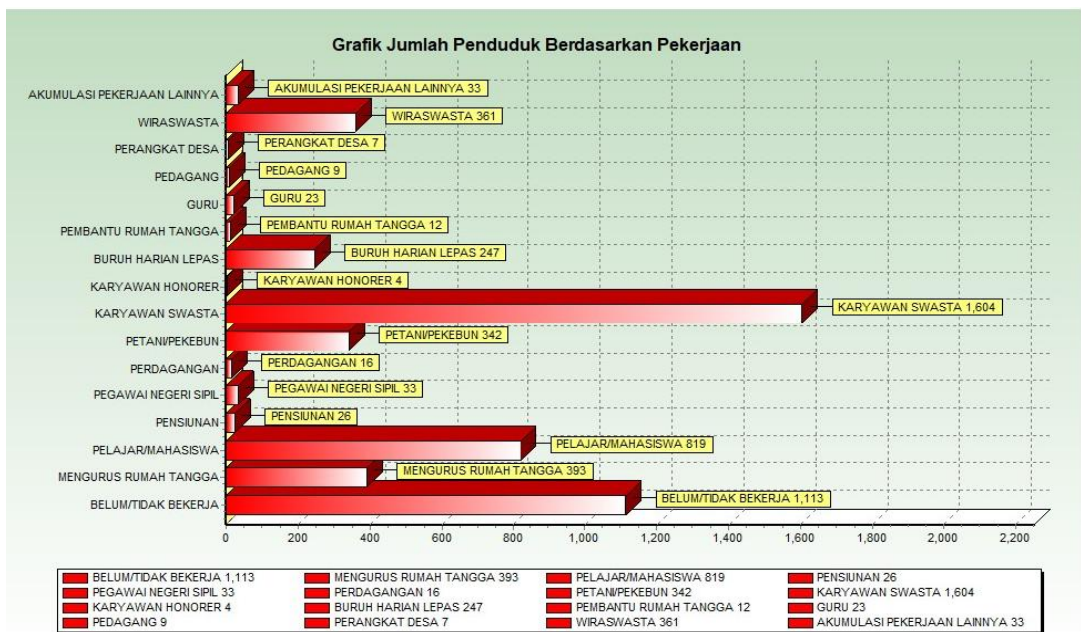 Grafik Jumlah Penduduk Berdasarkan Pekerjaan
AKUMULASI PEKERJAAN LAINNYA
AKUMULASI PEKERJAAN LAINNYA 33
WIRASWASTA
WIRASWASTA 361
PERANGKAT DESA
PERANGKAT DESA 7
PEDAGANG
PEDAGANG 9
GURU
GURU 23
PEMBANTU RUMAH TANGGA
PEMBANTU RUMAH TANGGA 12
BURUH HARIAN LEPAS
BURUH HARIAN LEPAS 247
KARYAWAN HONORER
KARYAWAN HONORER 4
KARYAWAN SWASTA
KARYAWAN SWASTA 1,604
PETANI/PEKEBUN
PETANI/PEKEBUN 342
PERDAGANGAN
PERDAGANGAN 16
PEGAWAI NEGERI SIPIL
PEGAWAI NEGERI SIPIL 33
PENSIUNAN
PENSIUNAN 26
PELAJAR/MAHASISWA
PELAJAR/MAHASISWA 819
MENGURUS RUMAH TANGGA
MENGURUS RUMAH TANGGA 393
BELUM/TIDAK BEKERJA
BELUM/TIDAK BEKERJA 1,113
0 200 400 600 800 1,000 1,200 1,400 1,600 1,800 2,000 2,200
BELUM/TIDAK BEKERJA 1,113 MENGURUS RUMAH TANGGA 393 PELAJAR/MAHASISWA 819 PENSIUNAN 26
PEGAWAI NEGERI SIPIL 33 PERDAGANGAN 16 PETANI/PEKEBUN 342 KARYAWAN SWASTA 1,604
KARYAWAN HONORER 4 BURUH HARIAN LEPAS 247 PEMBANTU RUMAH TANGGA 12 GURU 23
PEDAGANG 9 PERANGKAT DESA 7 WIRASWASTA 361 AKUMULASI PEKERJAAN LAINNYA 33